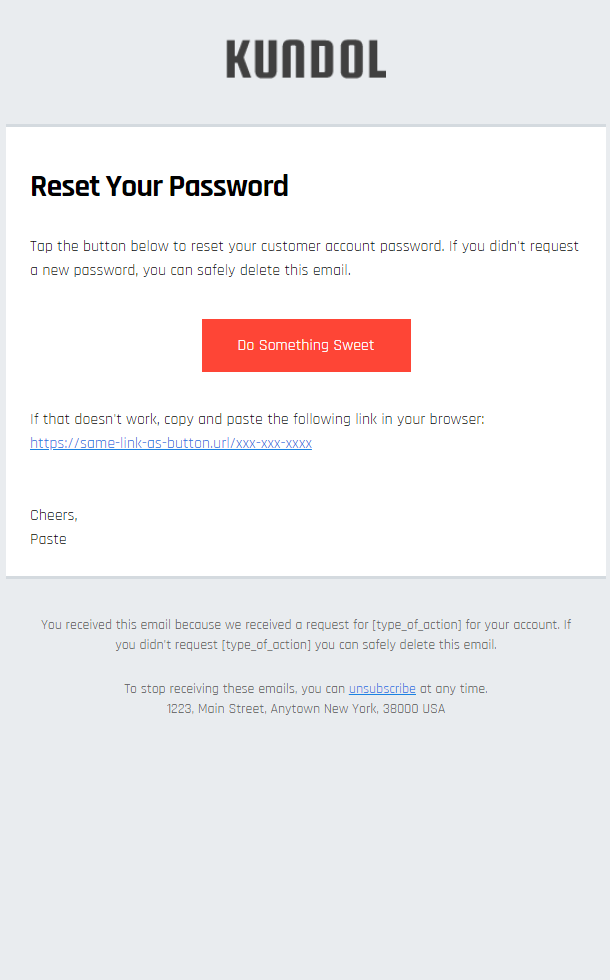 KUNDOL
Reset Your Password
Tap the button below to reset your customer account password. If you didn't request
a new password, you can safely delete this email.
Do Something Sweet
If that doesn't work, copy and paste the following link in your browser:
https://same-link-as-button.url/xxx-xxx-xxxx
Cheers,
Paste
You received this email because we received a request for [type_of_action] for your account. If
you didn't request [type_of_action] you can safely delete this email.
To stop receiving these emails, you can unsubscribe at any time.
1223, Main Street, Anytown New York, 38000 USA